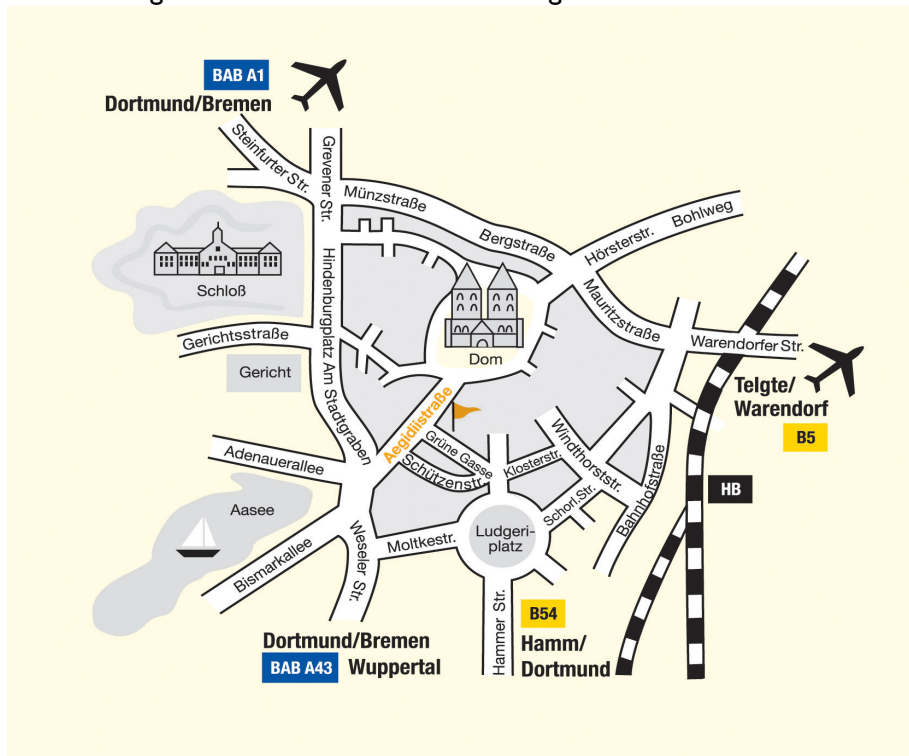 BAB A1
Dortmund/Bremen
Steinfurter Str.
Grevener Str.
Münzstraße
Bergstraße
Hörsterstr.
Bohlweg
Schloß
Hindenburgplatz
Am Stadtgraben
Mauritzstraße
Dom
Warendorfer Str.
Gerichtsstraße
Gericht
Telgte/
Warendorf
B5
Aegidiistraße
Grüne Gasse
Schützenstr.
Klosterstr.
Windthorststr.
Adenauerallee
Aasee
Bismarkallee
Weseler Str.
Moltkestr.
Ludgeri-
platz
Schorl.Str.
Bahnhofstraße
HB
Hammer Str.
B54
Hamm/
Dortmund
Dortmund/Bremen
BAB A43
Wuppertal